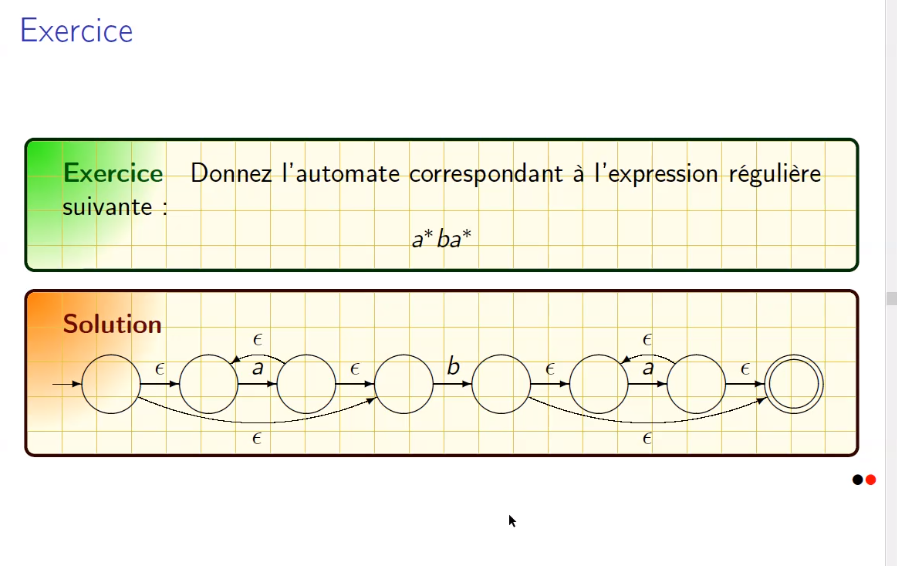 Exercice
Exercice Donnez l'automate correspondant à l'expression régulière
suivante :
a*ba*
Solution
ϵ ϵ
ϵ a ϵ b ϵ a ϵ
ϵ ϵ